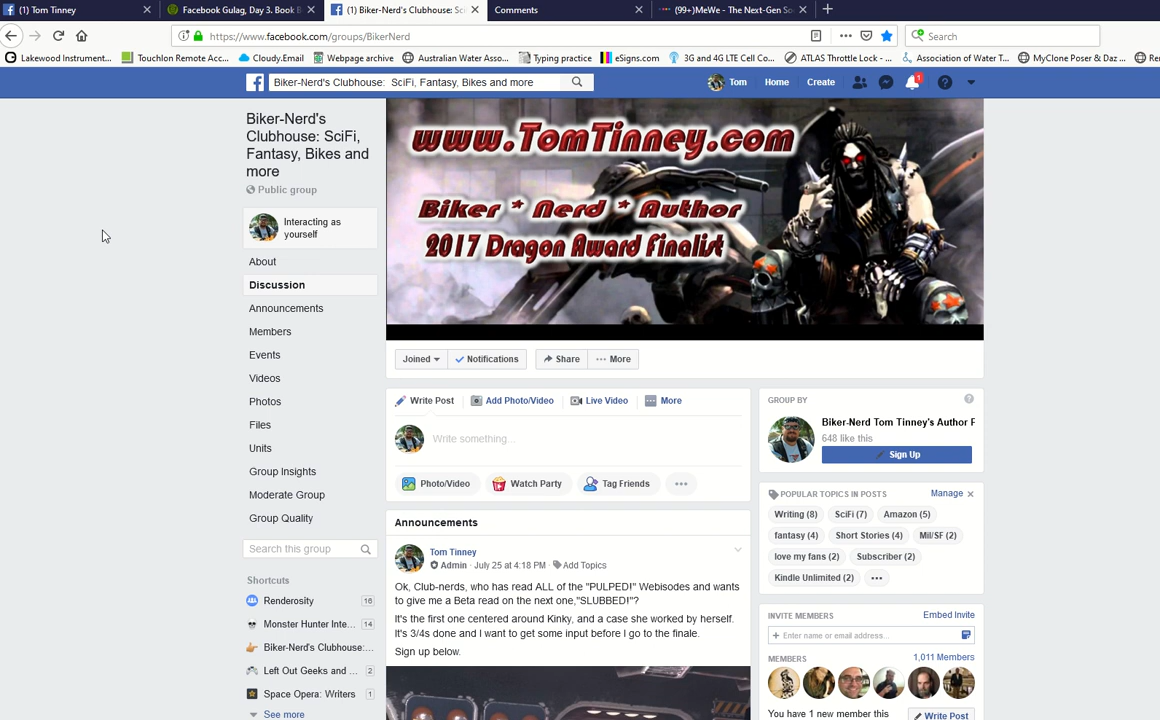 (1) Tom Tinney
Facebook Gulag, Day 3. Book B
(1) Biker-Nerd's Clubhouse: Sci
Comments
(99+)MeWe - The Next-Gen So
https://www.facebook.com/groups/BikerNerd
Search
Lakewood Instrument...
Touchlon Remote Acc...
Cloudy.Email
Webpage archive
Australian Water Asso...
Typing practice
eSigns.com
3G and 4G LTE Cell Co...
ATLAS Throttle Lock - ...
Association of Water T...
MyClone Poser & Daz ...
Re
Biker-Nerd's Clubhouse: SciFi, Fantasy, Bikes and more
Tom
Home
Create
1
Biker-Nerd's
Clubhouse: SciFi,
Fantasy, Bikes and
more
Public group
Interacting as
yourself
About
Discussion
Announcements
Members
Events
Videos
Photos
Files
Units
Group Insights
Moderate Group
Group Quality
Search this group
Shortcuts
Renderosity 16
Monster Hunter Inte... 14
Biker-Nerd's Clubhouse:...
Left Out Geeks and ... 2
Space Opera: Writers 1
See more
www.TomTinney.com
Biker * Nerd * Author
2017 Dragon Award Finalist
Joined
Notifications
Share
More
Write Post
Add Photo/Video
Live Video
More
Write something...
Photo/Video
Watch Party
Tag Friends
Announcements
Tom Tinney
Admin · July 25 at 4:18 PM · Add Topics
Ok, Club-nerds, who has read ALL of the "PULPED!" Webisodes and wants
to give me a Beta read on the next one,"SLUBBED!"?
It's the first one centered around Kinky, and a case she worked by herself.
It's 3/4s done and I want to get some input before I go to the finale.
Sign up below.
GROUP BY
Biker-Nerd Tom Tinney's Author P
648 like this
Sign Up
POPULAR TOPICS IN POSTS
Manage
Writing (8)
SciFi (7)
Amazon (5)
fantasy (4)
Short Stories (4)
Mil/SF (2)
love my fans (2)
Subscriber (2)
Kindle Unlimited (2)
INVITE MEMBERS
Embed Invite
+ Enter name or email address...
MEMBERS
1,011 Members
You have 1 new member this
Write Post